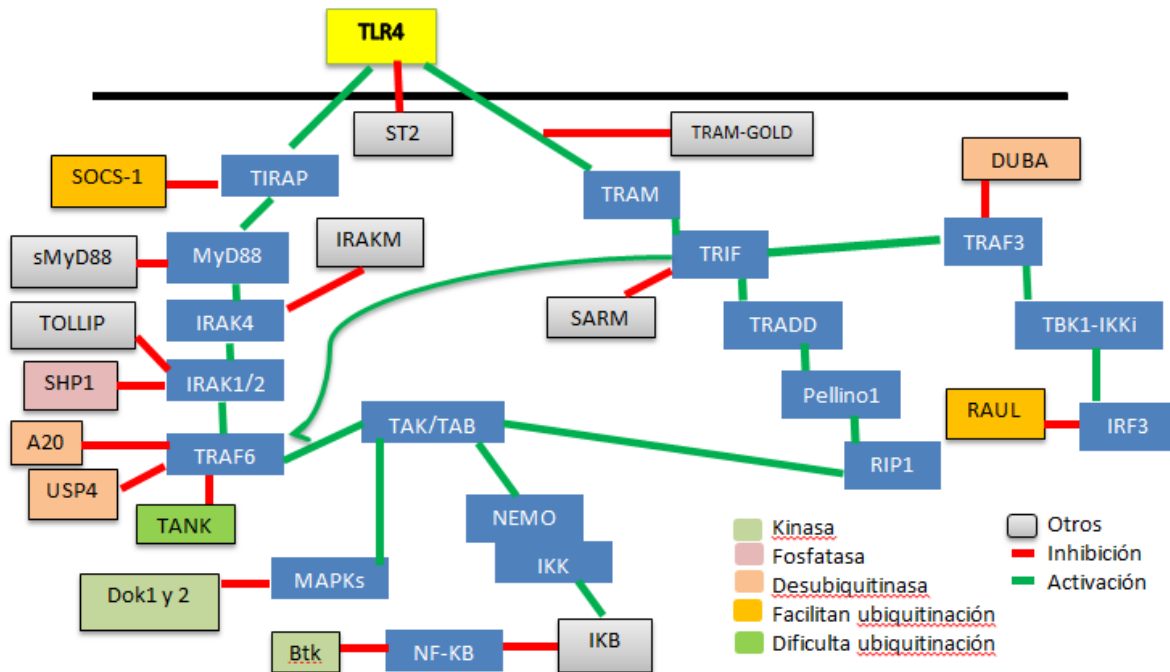 TLR4
ST2
TRAM-GOLD
SOCS-1
TIRAP
DUBA
TRAM
sMyD88
MyD88
IRAKM
TRIF
TRAF3
TOLLIP
IRAK4
SARM
TRADD
TBK1-IKKi
SHP1
IRAK1/2
Pellino1
TAK/TAB
RAUL
IRF3
A20
TRAF6
RIP1
USP4
TANK
NEMO
IKK
Dok1 y 2
MAPKs
Btk
NF-KB
IKB
Kinasa
Fosfatasa
Desubiquitinasa
Facilitan ubiquitinación
Dificulta ubiquitinación
Otros
Inhibición
Activación